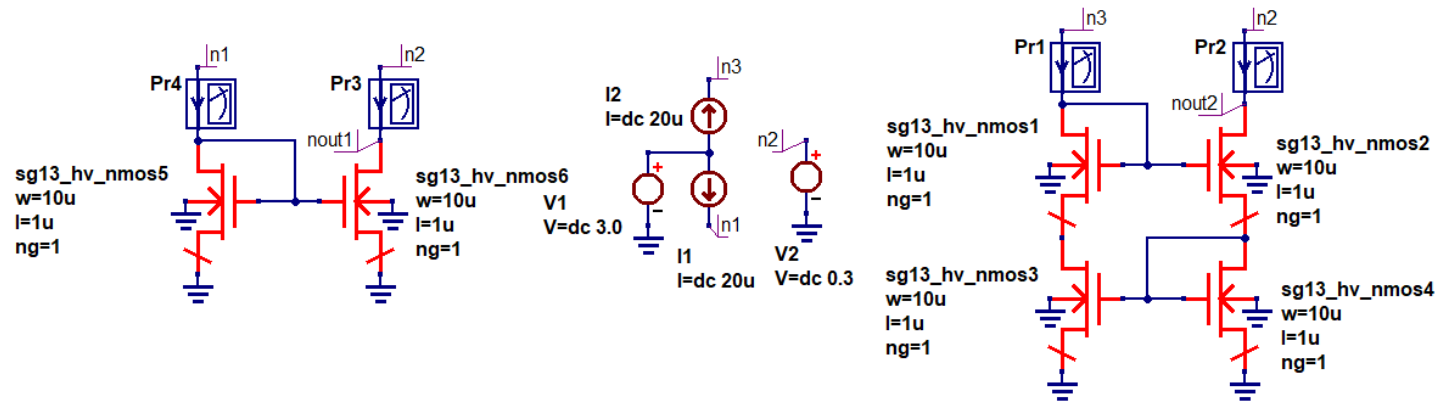 n1
n2
Pr4
Pr3
nout1
sg13_hv_nmos5
w=10u
l=1u
ng=1
sg13_hv_nmos6
w=10u
l=1u
ng=1
n3
I2
I=dc 20u
n2
+
-
V1
V=dc 3.0
+
-
n1
I1
I=dc 20u
V2
V=dc 0.3
n3
n2
Pr1
Pr2
nout2
sg13_hv_nmos1
w=10u
l=1u
ng=1
sg13_hv_nmos2
w=10u
l=1u
ng=1
sg13_hv_nmos3
w=10u
l=1u
ng=1
sg13_hv_nmos4
w=10u
l=1u
ng=1